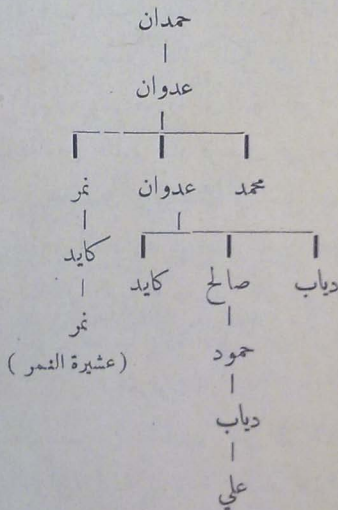 حمدان
عدوان
محمد عدوان نمر
دياب صالح كايد كايد
نمر
(عشيرة النمر)
حمود
دياب
علي